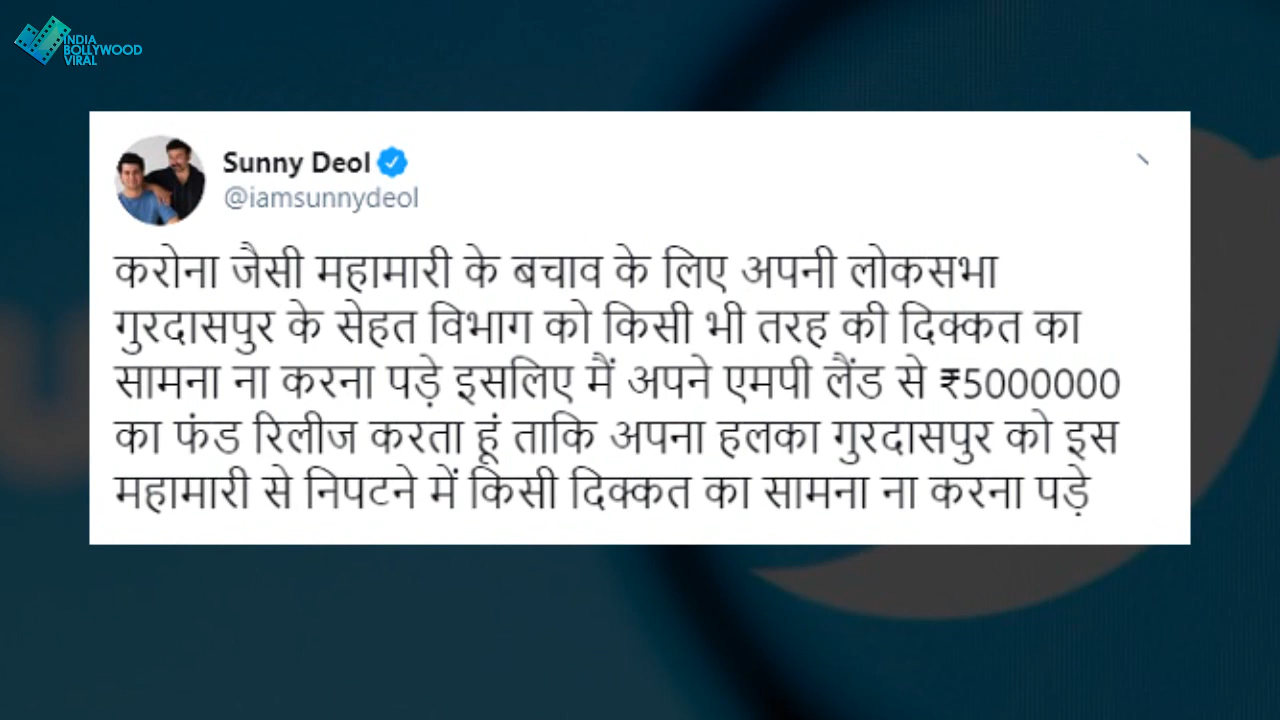 INDIA
BOLLYWOOD
VIRAL
Sunny Deol
@iamsunnydeol
करोना जैसी महामारी के बचाव के लिए अपनी लोकसभा
गुरदासपुर के सेहत विभाग को किसी भी तरह की दिक्कत का
सामना ना करना पड़े इसलिए मैं अपने एमपी लैंड से ₹5000000
का फंड रिलीज करता हूं ताकि अपना हलका गुरदासपुर को इस
महामारी से निपटने में किसी दिक्कत का सामना ना करना पड़े